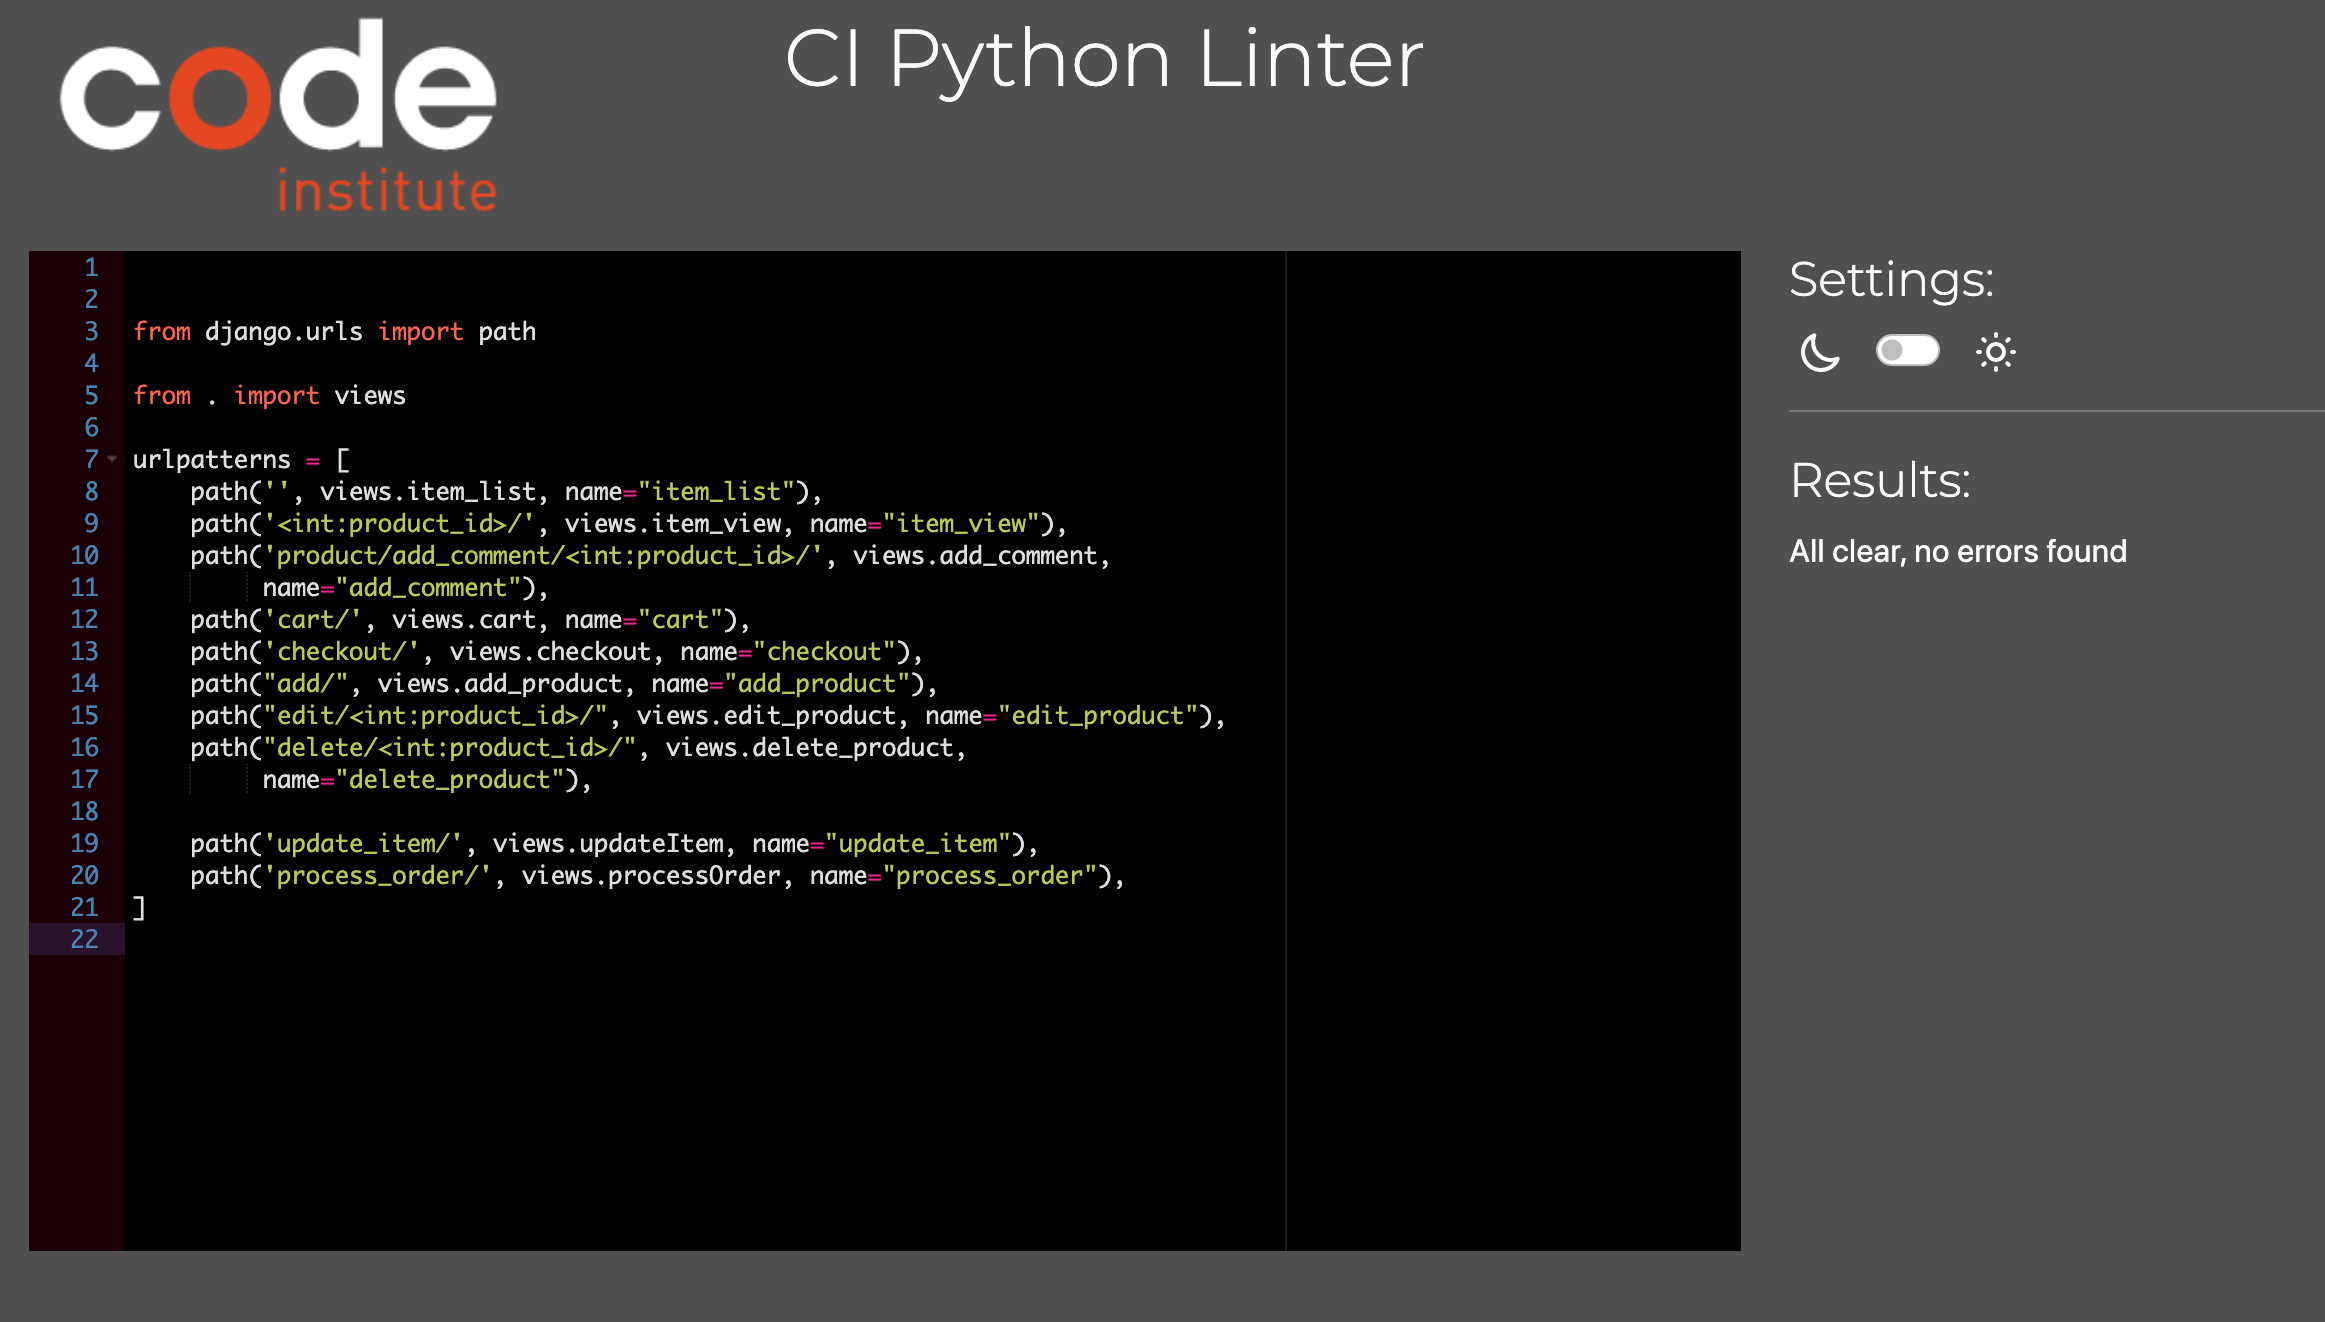 code
institute
CI Python Linter
1
2
3 from django.urls import path
4
5 from . import views
6
7 urlpatterns = [
8     path('', views.item_list, name="item_list"),
9     path('<int:product_id>/', views.item_view, name="item_view"),
10     path('product/add_comment/<int:product_id>/', views.add_comment,
11          name="add_comment"),
12     path('cart/', views.cart, name="cart"),
13     path('checkout/', views.checkout, name="checkout"),
14     path("add/", views.add_product, name="add_product"),
15     path("edit/<int:product_id>/", views.edit_product, name="edit_product"),
16     path("delete/<int:product_id>/", views.delete_product,
17          name="delete_product"),
18
19     path('update_item/', views.updateItem, name="update_item"),
20     path('process_order/', views.processOrder, name="process_order"),
21 ]
22
Settings:
Results:
All clear, no errors found